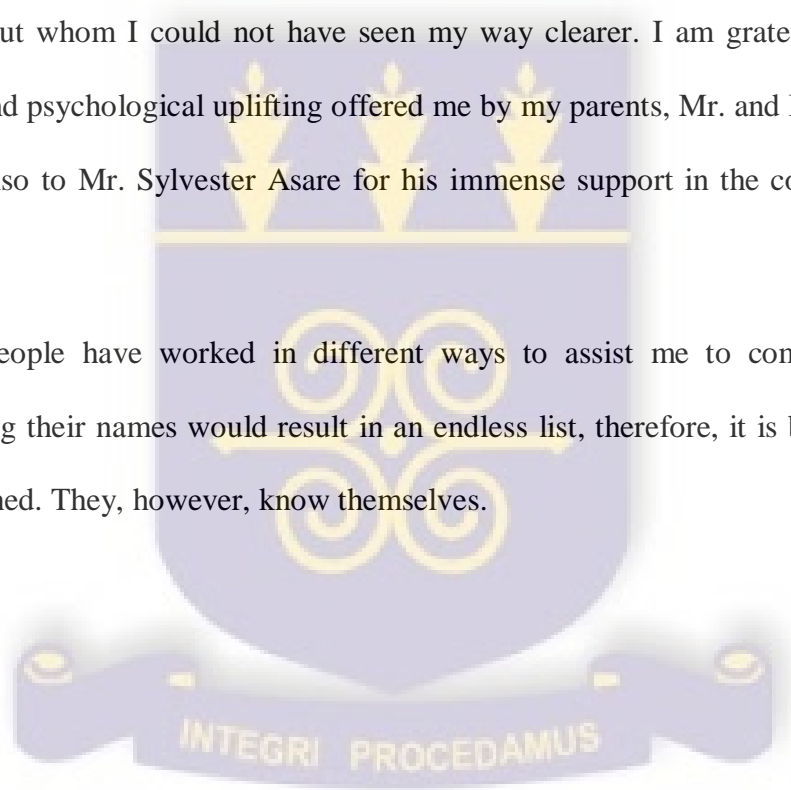 ut whom I could not have seen my way clearer. I am grate
nd psychological uplifting offered me by my parents, Mr. and
lso to Mr. Sylvester Asare for his immense support in the co
eople have worked in different ways to assist me to con
g their names would result in an endless list, therefore, it is
ned. They, however, know themselves.
INTEGRI PROCEDAMUS